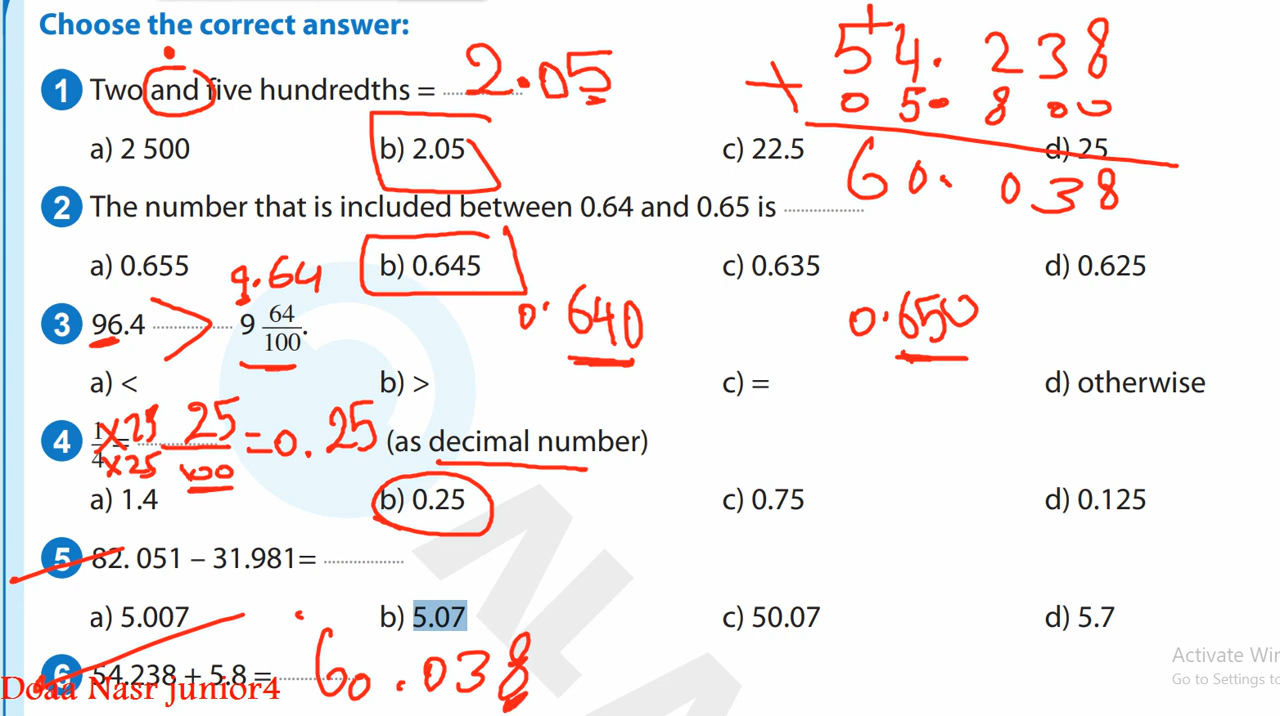 Choose the correct answer:
1 Two and five hundredths = 2.05
a) 2 500 b) 2.05 c) 22.5 d) 25
54.238
+ 05.800
60.038
1
2 The number that is included between 0.64 and 0.65 is
a) 0.655 b) 0.645 c) 0.635 d) 0.625
9.64 0.640 0.650
3 96.4 > 9 64/100.
a) < b) > c) = d) otherwise
4 1/4 ×25/×25 = 25/100 = 0.25 (as decimal number)
a) 1.4 b) 0.25 c) 0.75 d) 0.125
5 82. 051 – 31.981=
a) 5.007 b) 5.07 c) 50.07 d) 5.7
6 54.238 + 5.8 = 60.038
Doaa Nasr Junior4
Activate Win
Go to Settings to